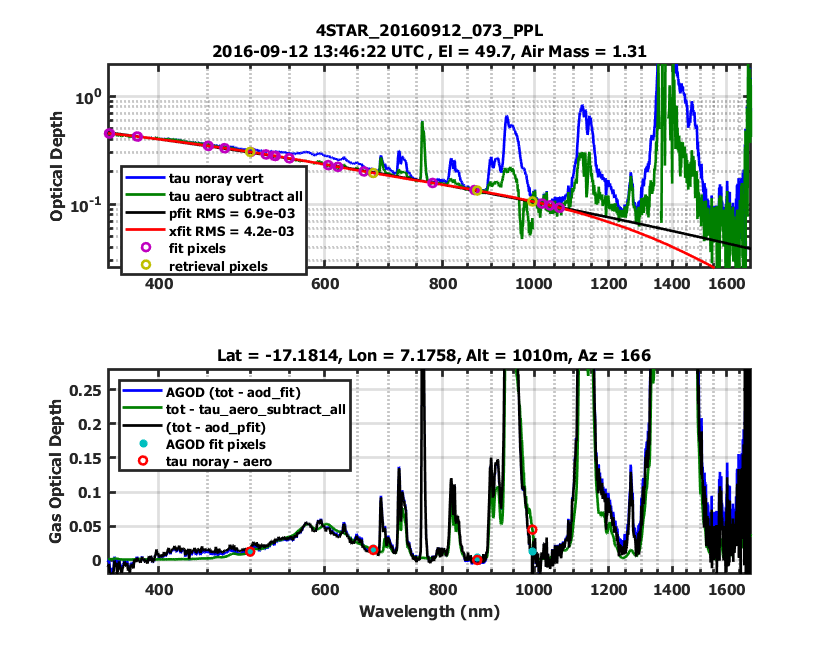 4STAR_20160912_073_PPL
2016-09-12 13:46:22 UTC , El = 49.7, Air Mass = 1.31
Optical Depth
10^0
10^-1
tau noray vert
tau aero subtract all
pfit RMS = 6.9e-03
xfit RMS = 4.2e-03
fit pixels
retrieval pixels
400 600 800 1000 1200 1400 1600
Lat = -17.1814, Lon = 7.1758, Alt = 1010m, Az = 166
Gas Optical Depth
0.25
0.2
0.15
0.1
0.05
0
AGOD (tot - aod_fit)
tot - tau_aero_subtract_all
(tot - aod_pfit)
AGOD fit pixels
tau noray - aero
400 600 800 1000 1200 1400 1600
Wavelength (nm)